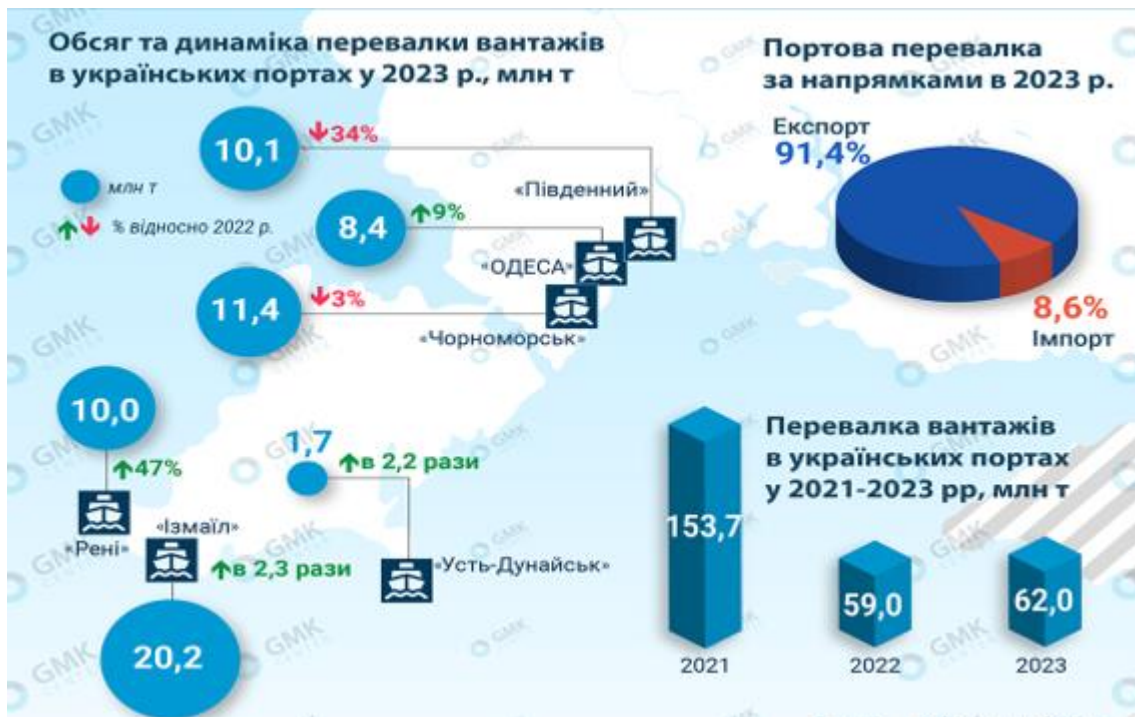 Обсяг та динаміка перевалки вантажів
в українських портах у 2023 р., млн т
млн т
% відносно 2022 р.
10,1
34%
«Південний»
8,4
9%
«ОДЕСА»
11,4
3%
«Чорноморськ»
10,0
47%
«Рені»
«Ізмаїл»
в 2,3 рази
20,2
1,7
в 2,2 рази
«Усть-Дунайськ»
Портова перевалка
за напрямками в 2023 р.
Експорт
91,4%
8,6%
Імпорт
Перевалка вантажів
в українських портах
у 2021-2023 рр, млн т
153,7
59,0
62,0
2021
2022
2023
GMK